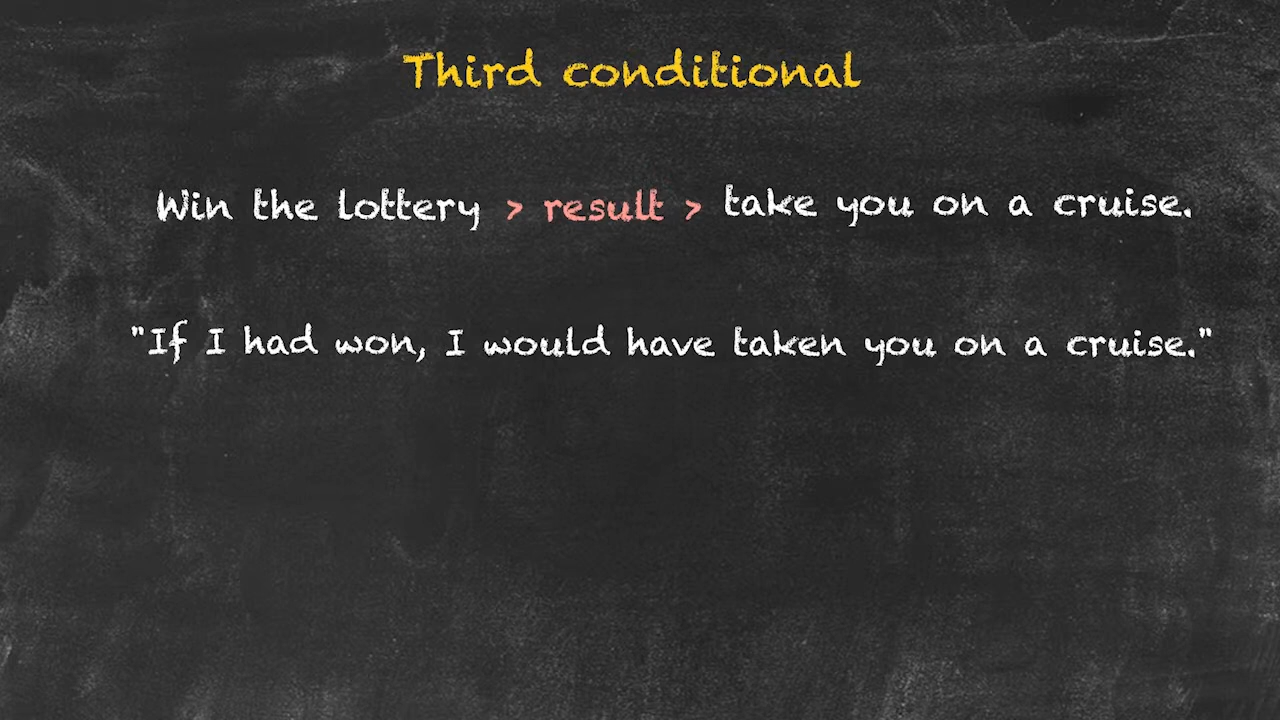 Third conditional
Win the lottery > result > take you on a cruise.
"If I had won, I would have taken you on a cruise."